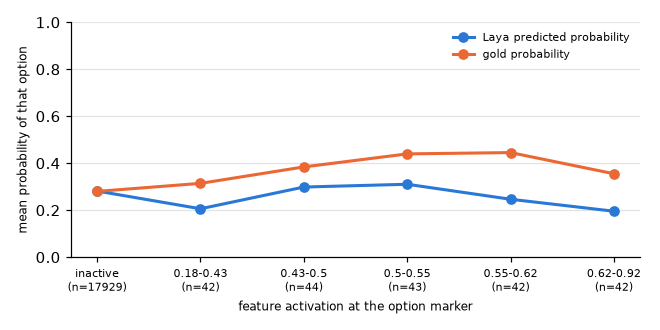 1.0
0.8
0.6
0.4
0.2
0.0
mean probability of that option
Laya predicted probability
gold probability
inactive
(n=17929)
0.18-0.43
(n=42)
0.43-0.5
(n=44)
0.5-0.55
(n=43)
0.55-0.62
(n=42)
0.62-0.92
(n=42)
feature activation at the option marker